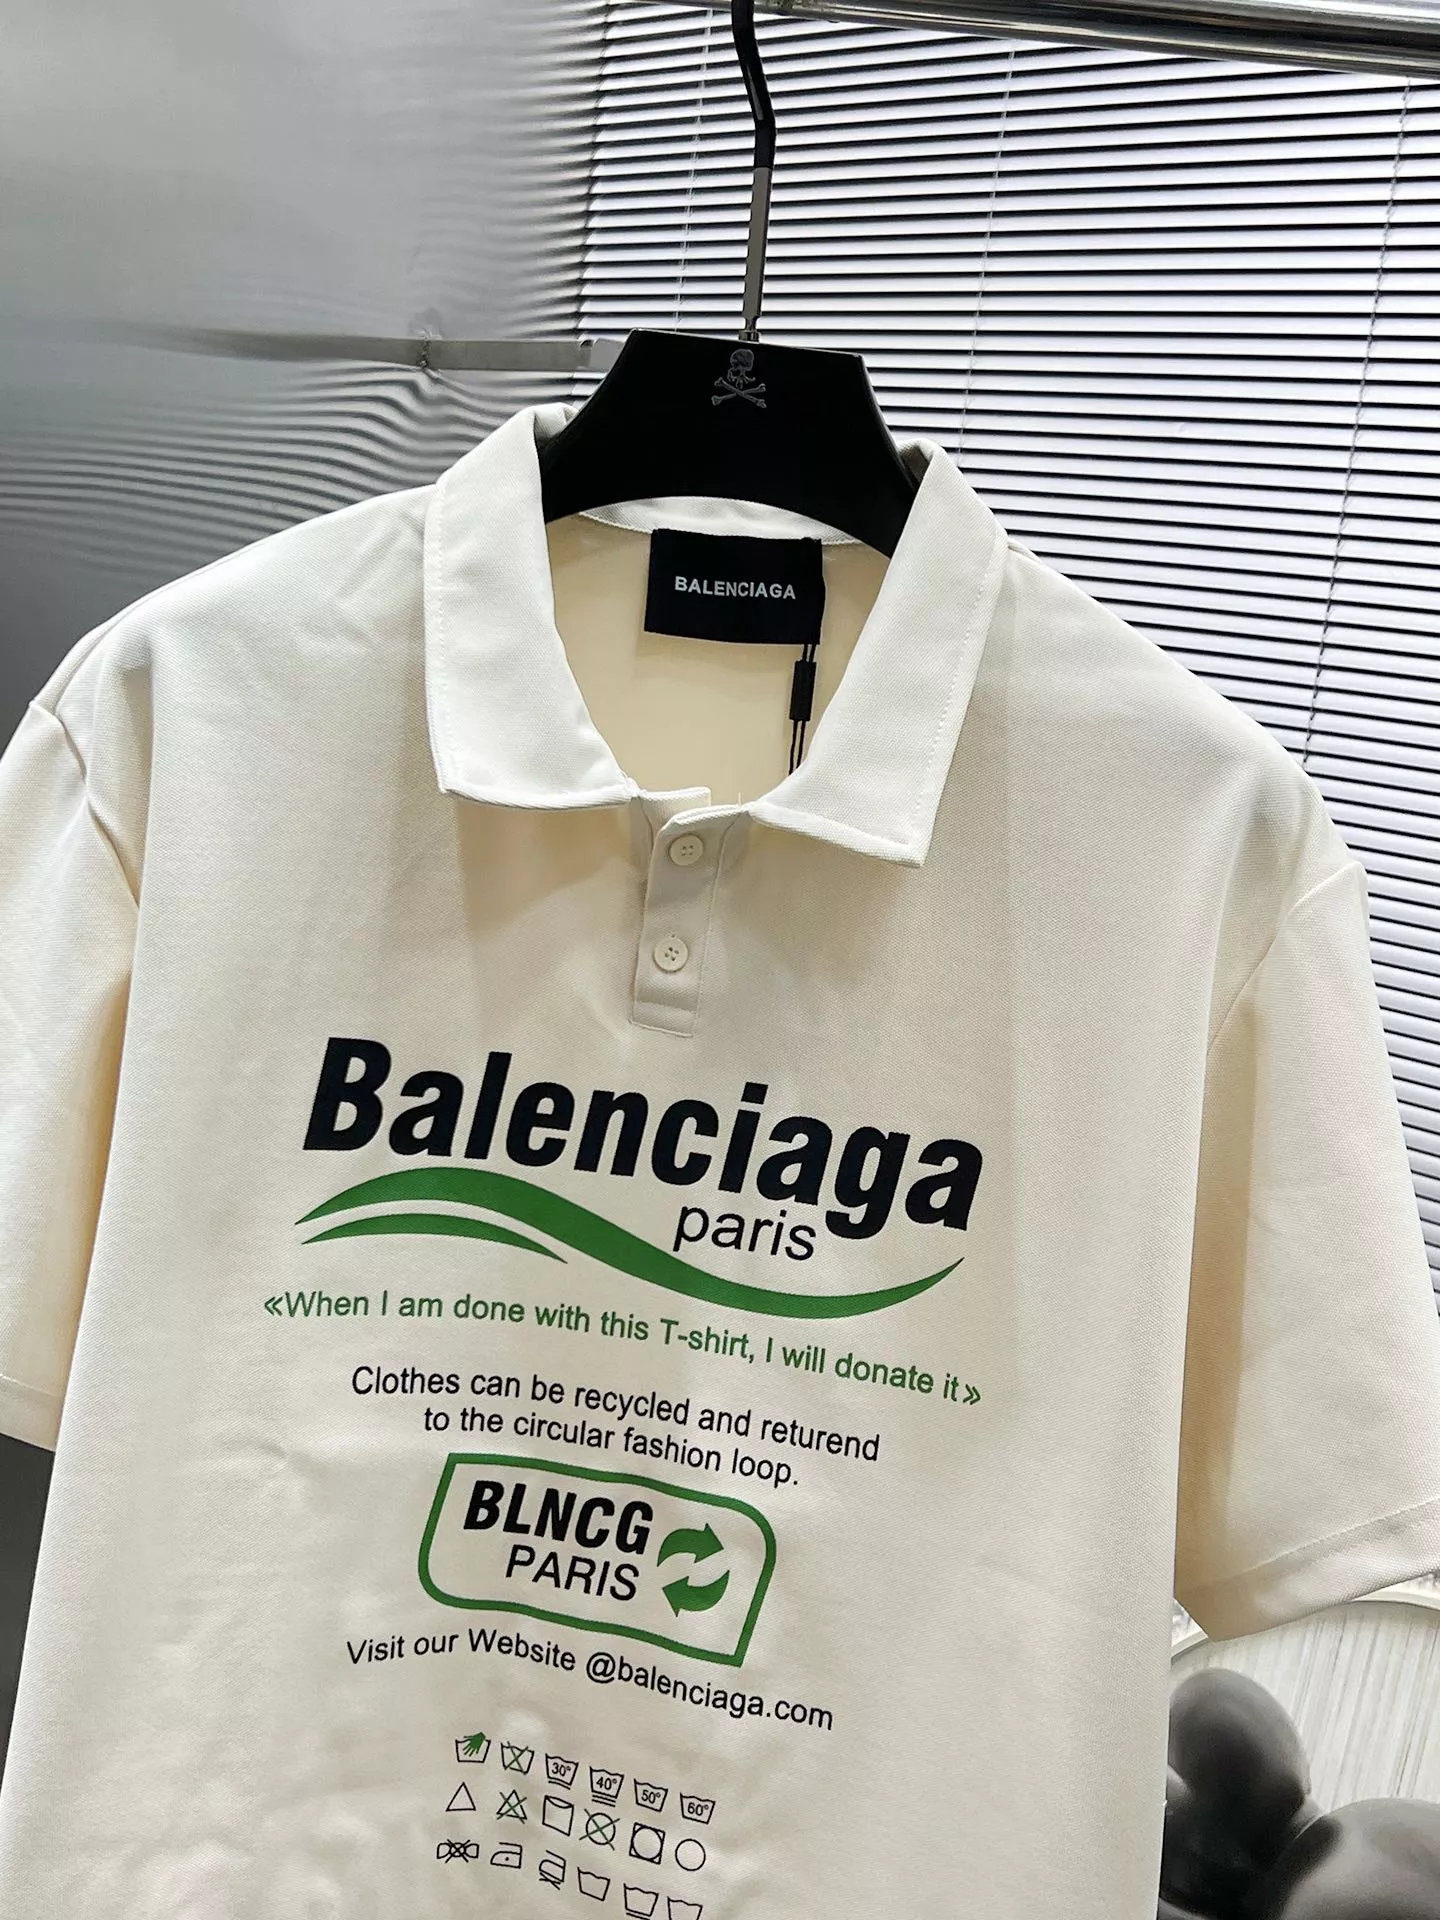 BALENCIAGA
Balenciaga
paris
«When I am done with this T-shirt, I will donate it»
Clothes can be recycled and returend
to the circular fashion loop.
BLNCG
PARIS
Visit our Website @balenciaga.com
30° 40° 50° 60°